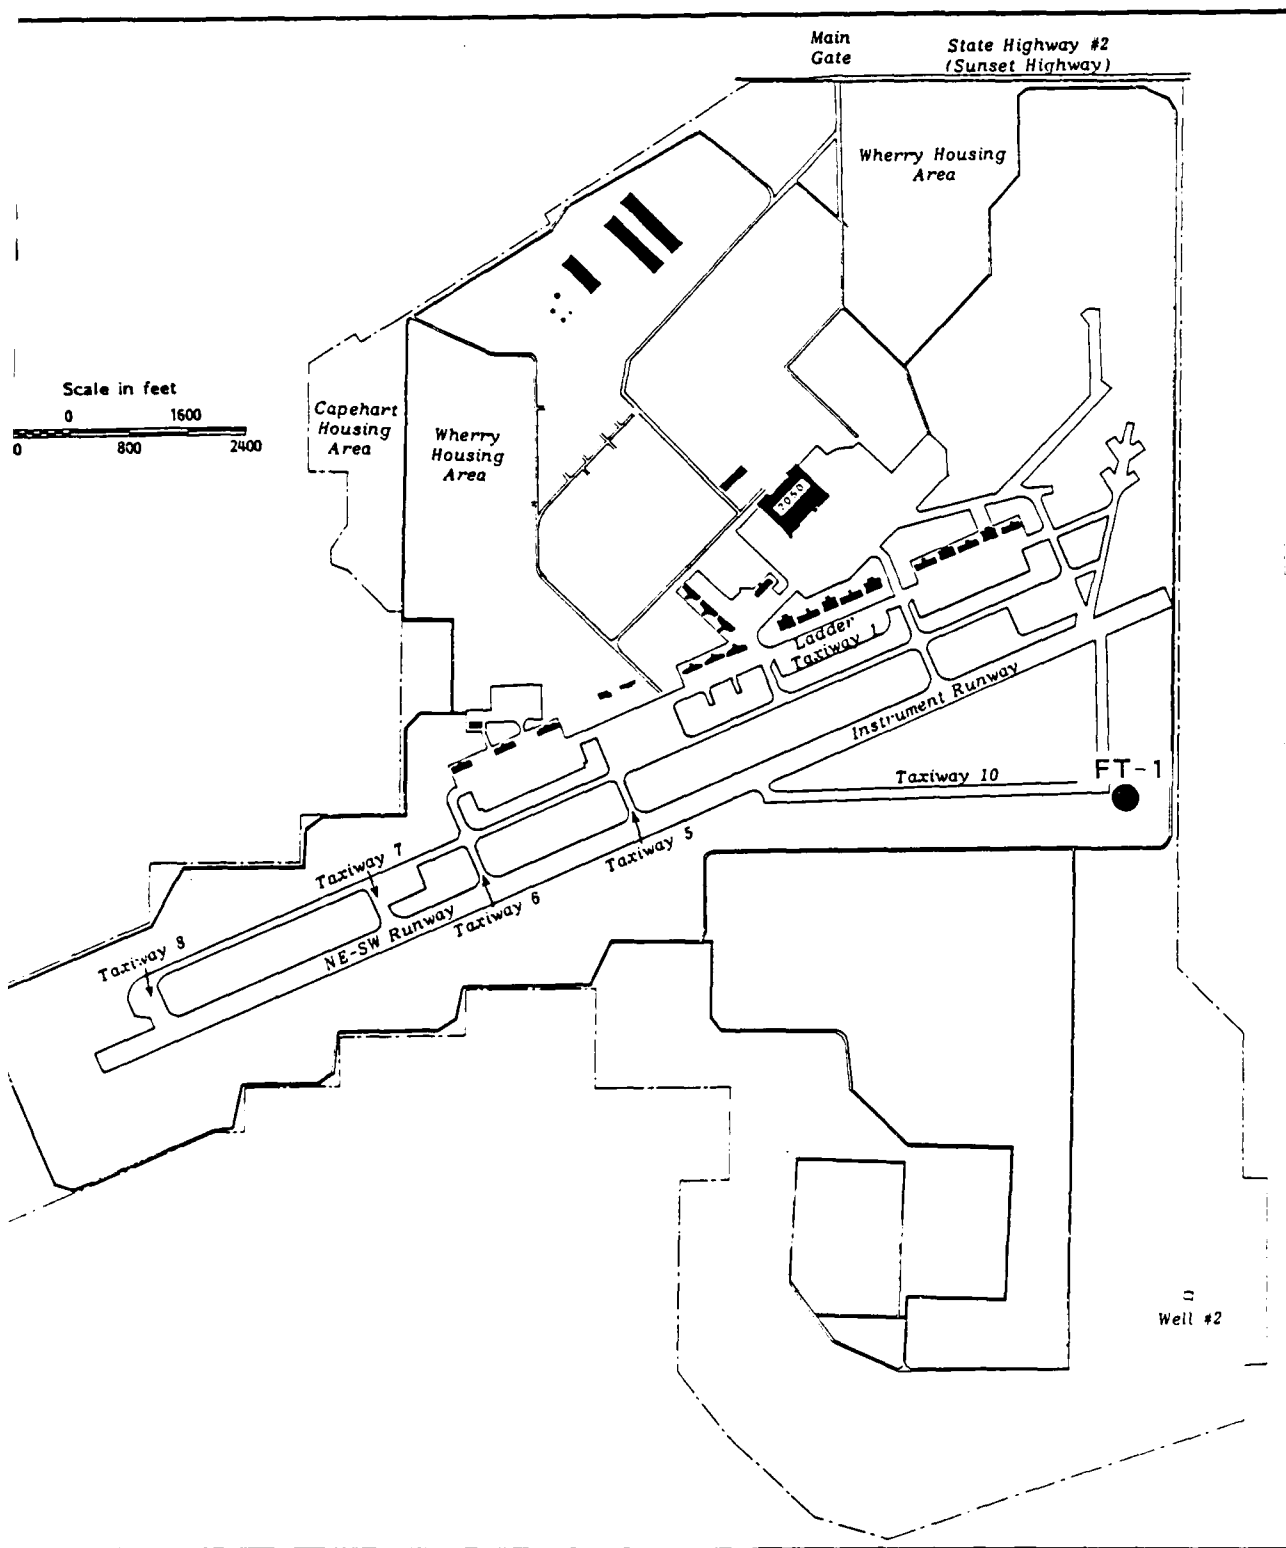 Main
Gate
State Highway #2
(Sunset Highway)
Wherry Housing
Area
Scale in feet
0 1600
0 800 2400
Capehart
Housing
Area
Wherry
Housing
Area
2050
Ladder
Taxiway 1
Instrument Runway
Taxiway 10
FT-1
Taxiway 7
Taxiway 5
Taxiway 6
NE-SW Runway
Taxiway 8
Well #2